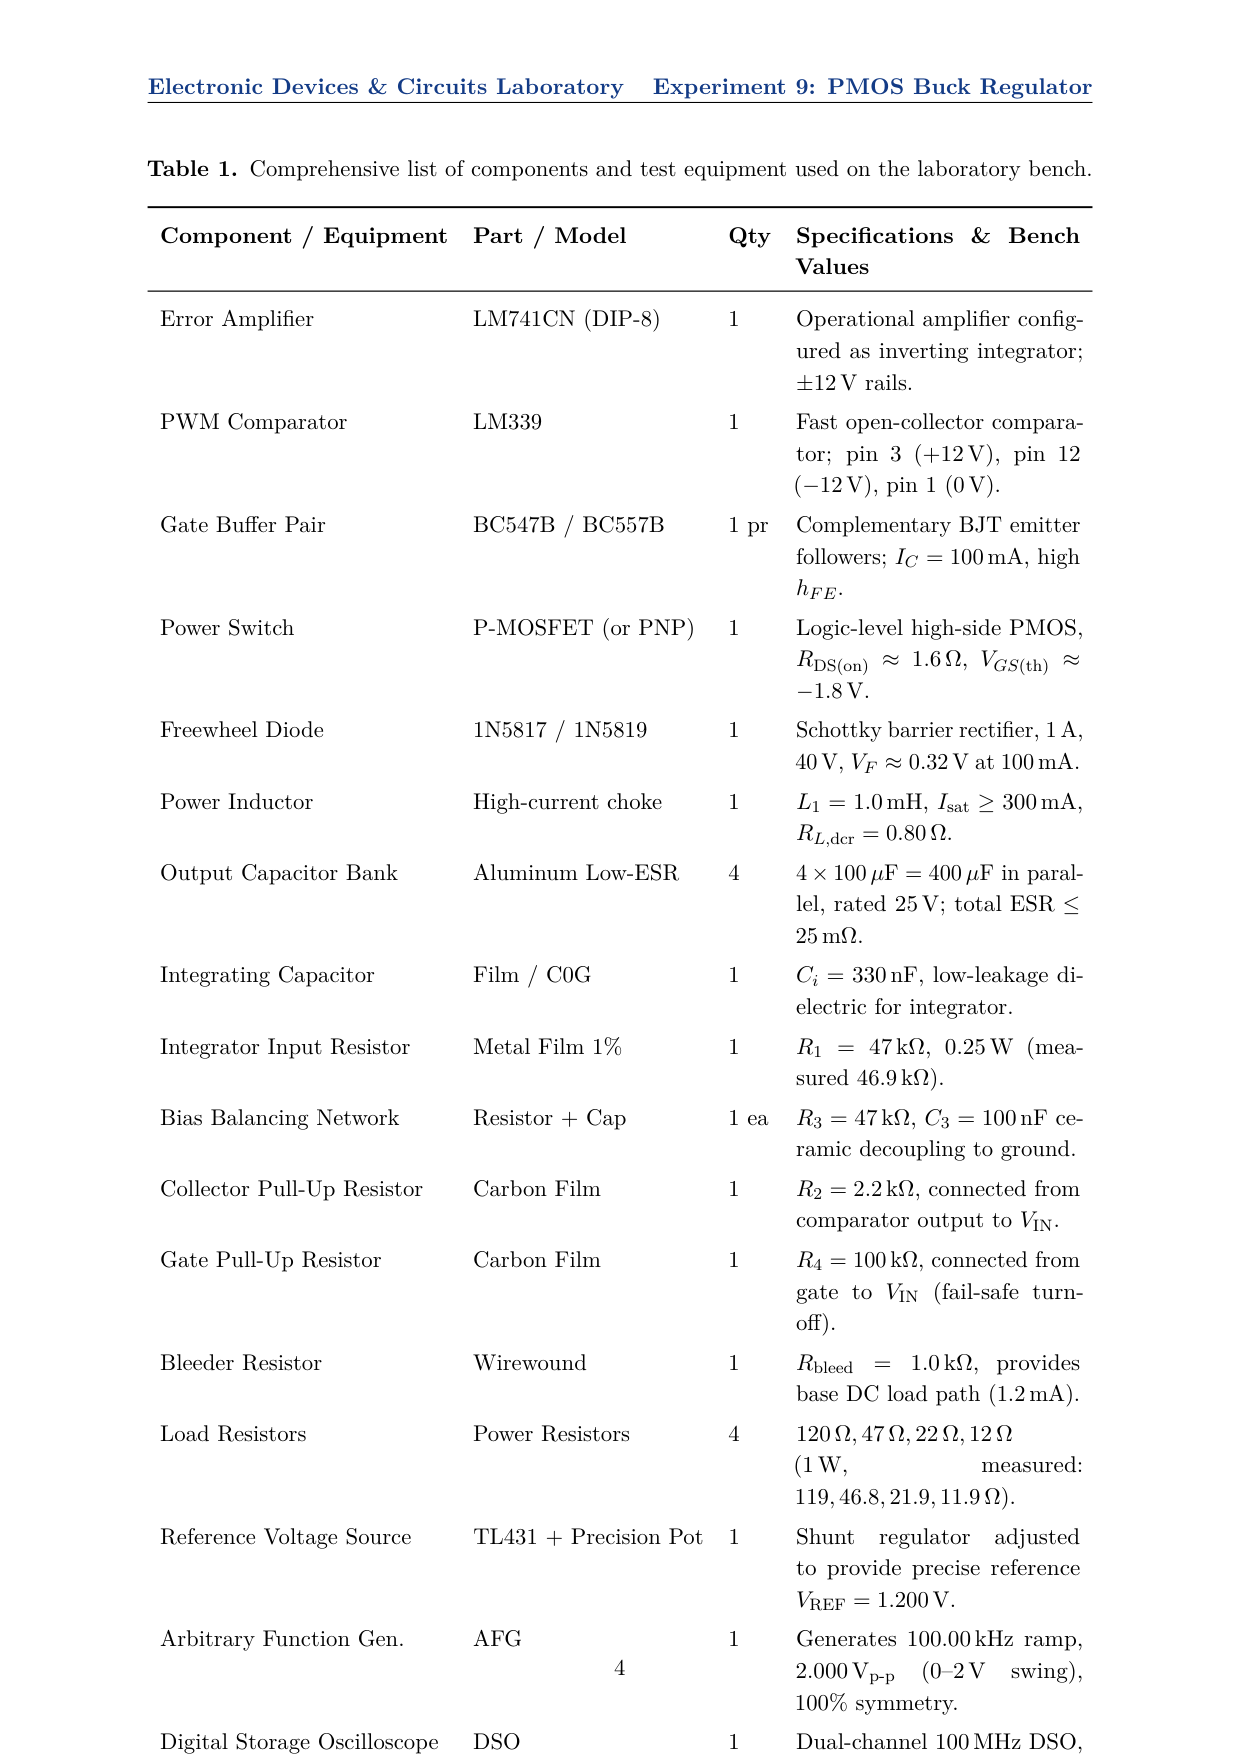 Electronic Devices & Circuits Laboratory Experiment 9: PMOS Buck Regulator
Table 1. Comprehensive list of components and test equipment used on the laboratory bench.
Component / Equipment Part / Model Qty Specifications & Bench
Values
Error Amplifier LM741CN (DIP-8) 1 Operational amplifier config-
ured as inverting integrator;
±12 V rails.
PWM Comparator LM339 1 Fast open-collector compara-
tor; pin 3 (+12 V), pin 12
(−12 V), pin 1 (0 V).
Gate Buffer Pair BC547B / BC557B 1 pr Complementary BJT emitter
followers; I_C = 100 mA, high
h_FE.
Power Switch P-MOSFET (or PNP) 1 Logic-level high-side PMOS,
R_DS(on) ≈ 1.6 Ω, V_GS(th) ≈
−1.8 V.
Freewheel Diode 1N5817 / 1N5819 1 Schottky barrier rectifier, 1 A,
40 V, V_F ≈ 0.32 V at 100 mA.
Power Inductor High-current choke 1 L_1 = 1.0 mH, I_sat ≥ 300 mA,
R_L,dcr = 0.80 Ω.
Output Capacitor Bank Aluminum Low-ESR 4 4 × 100 μF = 400 μF in paral-
lel, rated 25 V; total ESR ≤
25 mΩ.
Integrating Capacitor Film / C0G 1 C_i = 330 nF, low-leakage di-
electric for integrator.
Integrator Input Resistor Metal Film 1% 1 R_1 = 47 kΩ, 0.25 W (mea-
sured 46.9 kΩ).
Bias Balancing Network Resistor + Cap 1 ea R_3 = 47 kΩ, C_3 = 100 nF ce-
ramic decoupling to ground.
Collector Pull-Up Resistor Carbon Film 1 R_2 = 2.2 kΩ, connected from
comparator output to V_IN.
Gate Pull-Up Resistor Carbon Film 1 R_4 = 100 kΩ, connected from
gate to V_IN (fail-safe turn-
off).
Bleeder Resistor Wirewound 1 R_bleed = 1.0 kΩ, provides
base DC load path (1.2 mA).
Load Resistors Power Resistors 4 120 Ω, 47 Ω, 22 Ω, 12 Ω
(1 W, measured:
119, 46.8, 21.9, 11.9 Ω).
Reference Voltage Source TL431 + Precision Pot 1 Shunt regulator adjusted
to provide precise reference
V_REF = 1.200 V.
Arbitrary Function Gen. AFG 1 Generates 100.00 kHz ramp,
4
2.000 V_p-p (0–2 V swing),
100% symmetry.
Digital Storage Oscilloscope DSO 1 Dual-channel 100 MHz DSO,